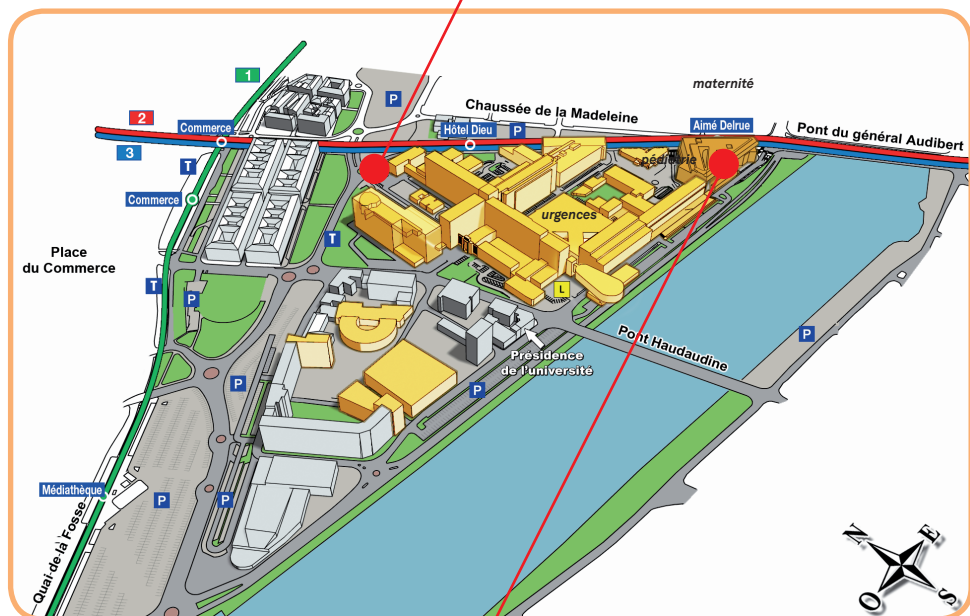 maternité
1
P
Chaussée de la Madeleine
2
Commerce
Hôtel Dieu
P
Aimé Delrue
Pont du général Audibert
3
T
pédiatrie
Commerce
urgences
Place
du Commerce
T
T
P
L
Pont Haudaudine
P
Présidence
de l'université
P
P
Médiathèque
P
P
Quai-de-la Fosse
N
E
O
S